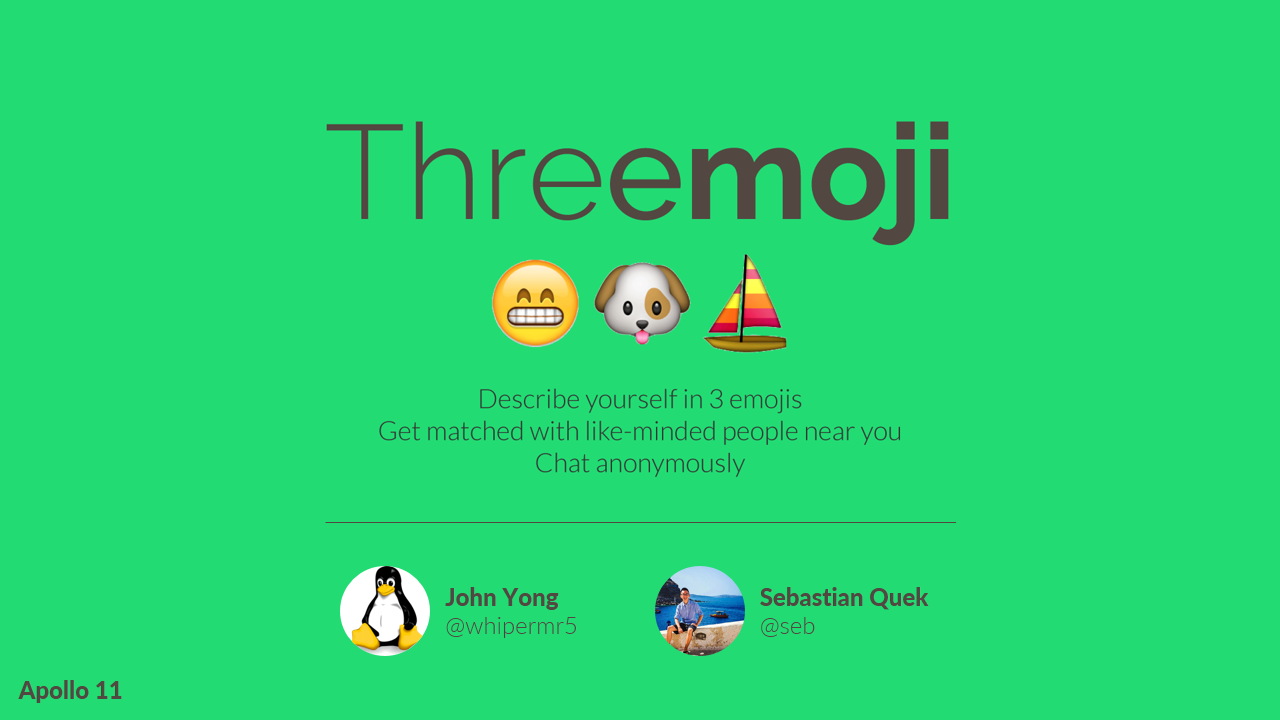 Threemoji
Describe yourself in 3 emojis
Get matched with like-minded people near you
Chat anonymously
John Yong
@whipermr5
Sebastian Quek
@seb
Apollo 11